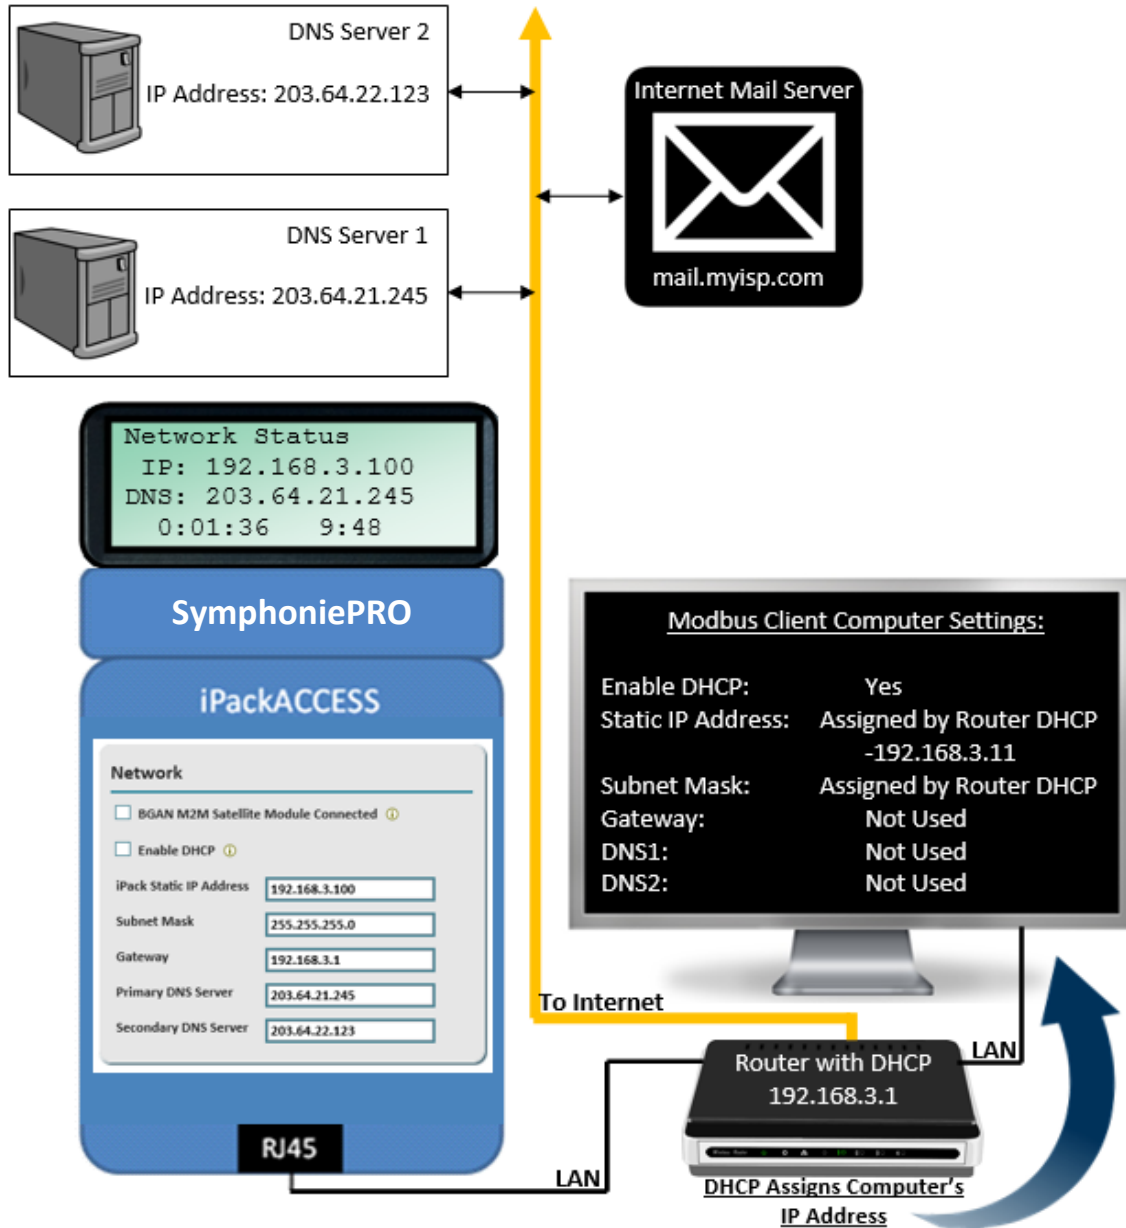 DNS Server 2
IP Address: 203.64.22.123
Internet Mail Server
mail.myisp.com
DNS Server 1
IP Address: 203.64.21.245
Network Status
IP: 192.168.3.100
DNS: 203.64.21.245
0:01:36 9:48
SymphoniePRO
iPackACCESS
Network
BGAN M2M Satellite Module Connected
Enable DHCP
iPack Static IP Address 192.168.3.100
Subnet Mask 255.255.255.0
Gateway 192.168.3.1
Primary DNS Server 203.64.21.245
Secondary DNS Server 203.64.22.123
RJ45
Modbus Client Computer Settings:
Enable DHCP: Yes
Static IP Address: Assigned by Router DHCP
-192.168.3.11
Subnet Mask: Assigned by Router DHCP
Gateway: Not Used
DNS1: Not Used
DNS2: Not Used
To Internet
LAN
Router with DHCP
192.168.3.1
LAN
DHCP Assigns Computer's
IP Address